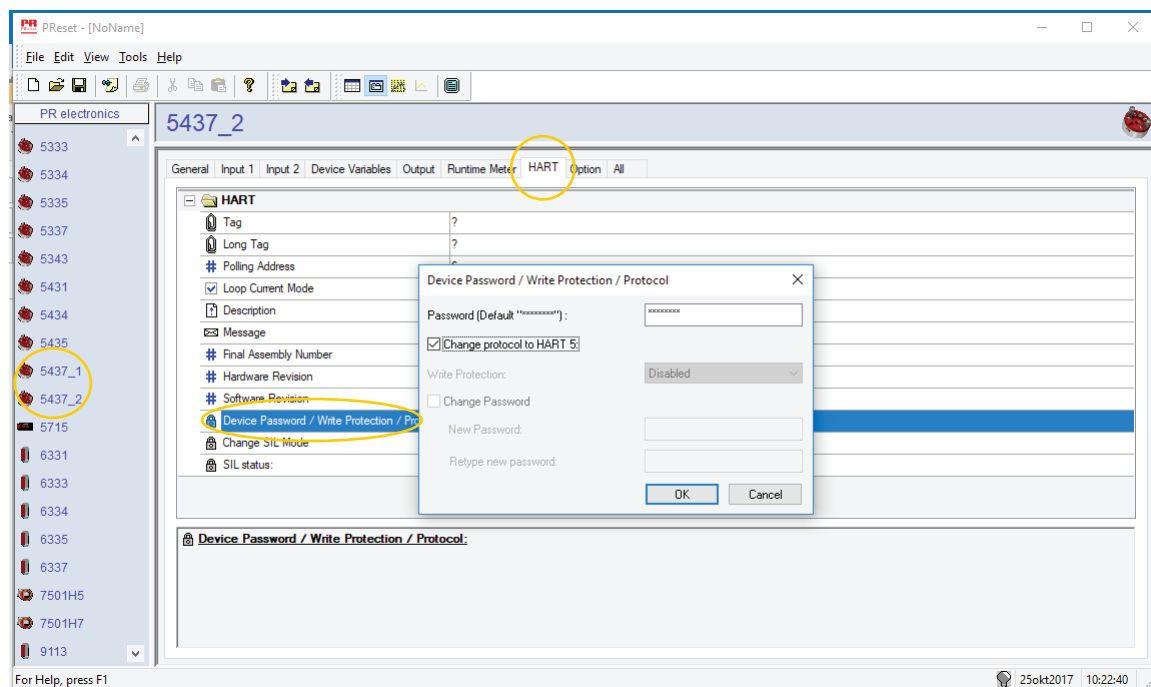 PR PReset - [NoName]
File Edit View Tools Help
PR electronics
5333
5334
5335
5337
5343
5431
5434
5435
5437_1
5437_2
5715
6331
6333
6334
6335
6337
7501H5
7501H7
9113
5437_2
General Input 1 Input 2 Device Variables Output Runtime Meter HART Option All
HART
Tag ?
Long Tag ?
Polling Address
Loop Current Mode
Description
Message
Final Assembly Number
Hardware Revision
Software Revision
Device Password / Write Protection / Pro
Change SIL Mode
SIL status:
Device Password / Write Protection / Protocol
Password (Default "********") : ********
Change protocol to HART 5:
Write Protection: Disabled
Change Password
New Password:
Retype new password:
OK Cancel
Device Password / Write Protection / Protocol:
For Help, press F1 25okt2017 10:22:40